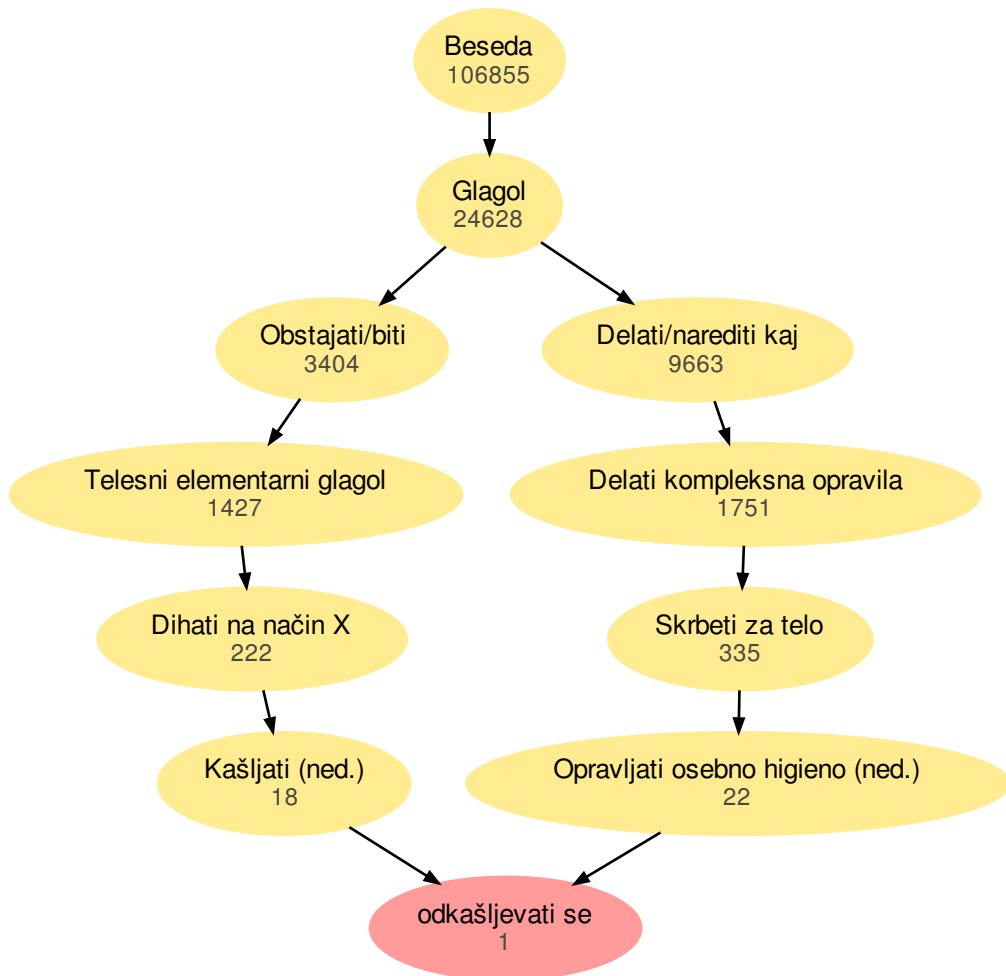 Beseda
106855
Glagol
24628
Obstajati/biti
3404
Delati/narediti kaj
9663
Telesni elementarni glagol
1427
Delati kompleksna opravila
1751
Dihati na način X
222
Skrbeti za telo
335
Kašljati (ned.)
18
Opravljati osebno higieno (ned.)
22
odkašljevati se
1